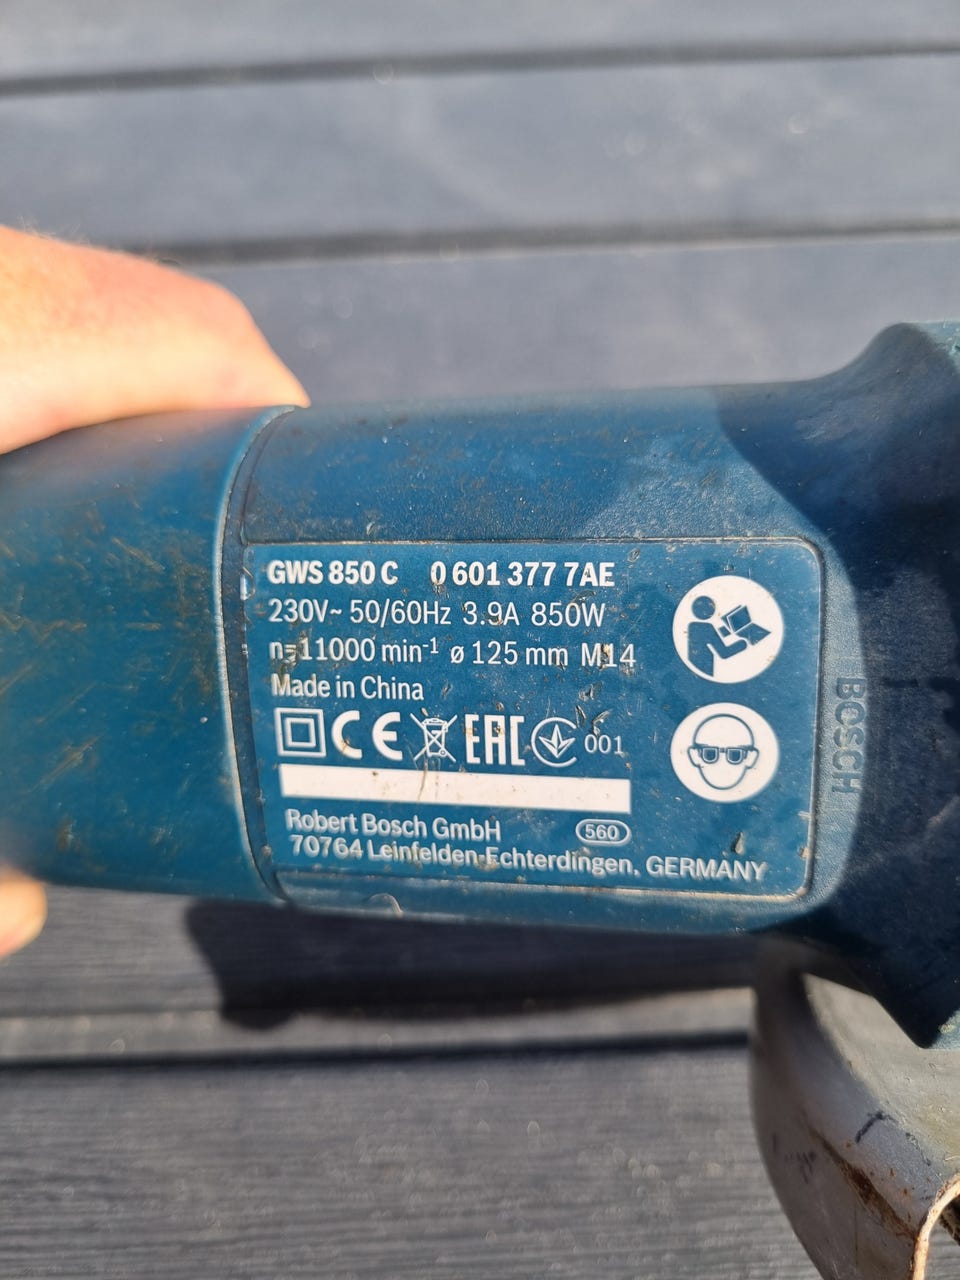 GWS 850 C 0 601 377 7AE
230V~ 50/60Hz 3.9A 850W
n=11000 min⁻¹ ø 125 mm M14
Made in China
CE EAC 001
Robert Bosch GmbH 560
70764 Leinfelden-Echterdingen, GERMANY
BOSCH